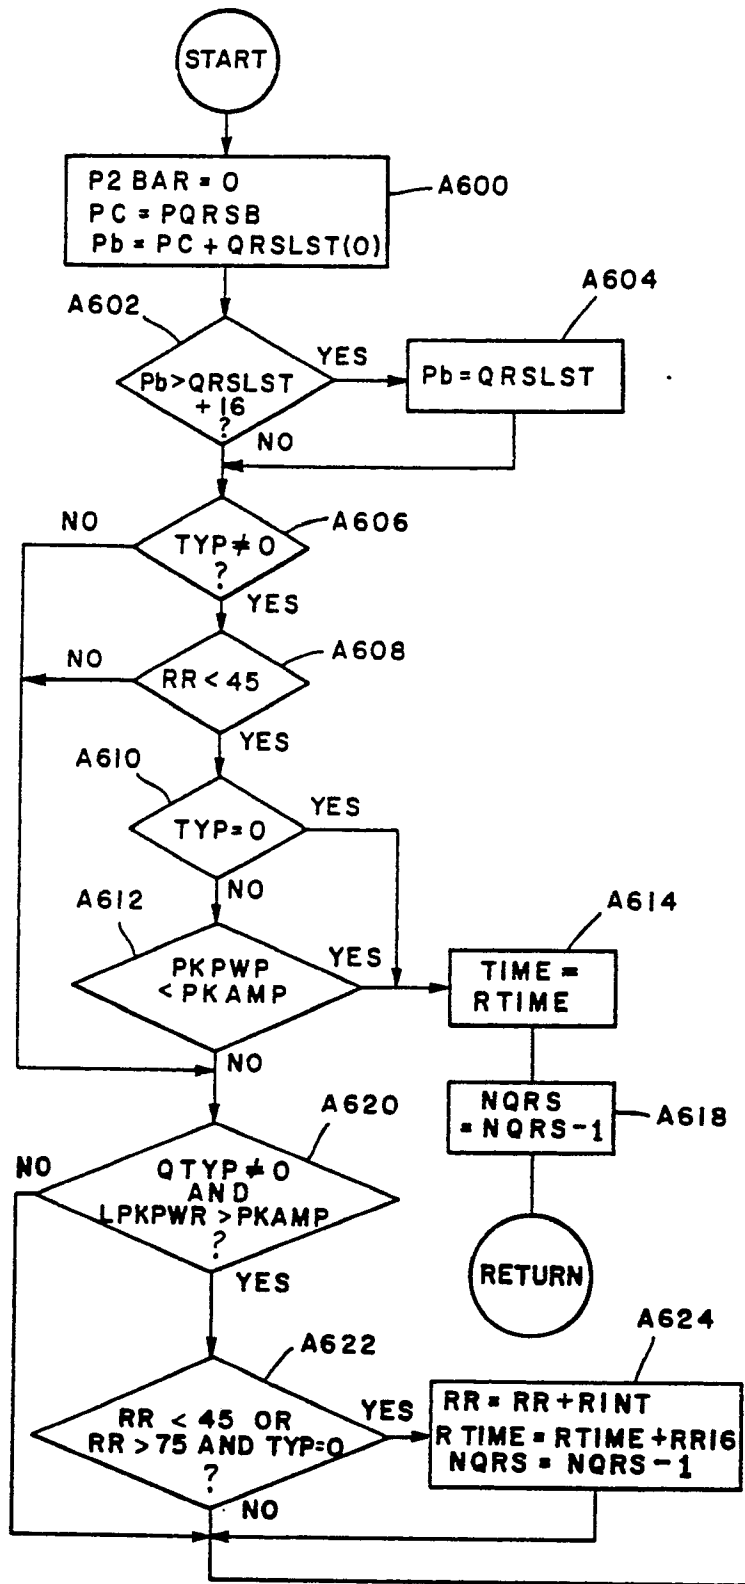 START
P2 BAR = 0
PC = PQRSB
Pb = PC + QRSLST(0)
A600
A602
Pb>QRSLST
+16
?
YES
NO
A604
Pb=QRSLST
A606
TYP≠0
?
NO
YES
A608
RR<45
NO
YES
A610
TYP=0
YES
NO
A612
PKPWP
<PKAMP
YES
NO
A614
TIME =
RTIME
NQRS
= NQRS-1
A618
RETURN
A620
QTYP≠0
AND
LPKPWR >PKAMP
?
NO
YES
A622
RR < 45 OR
RR >75 AND TYP=0
?
YES
NO
A624
RR = RR+RINT
R TIME = RTIME+RR16
NQRS = NQRS-1